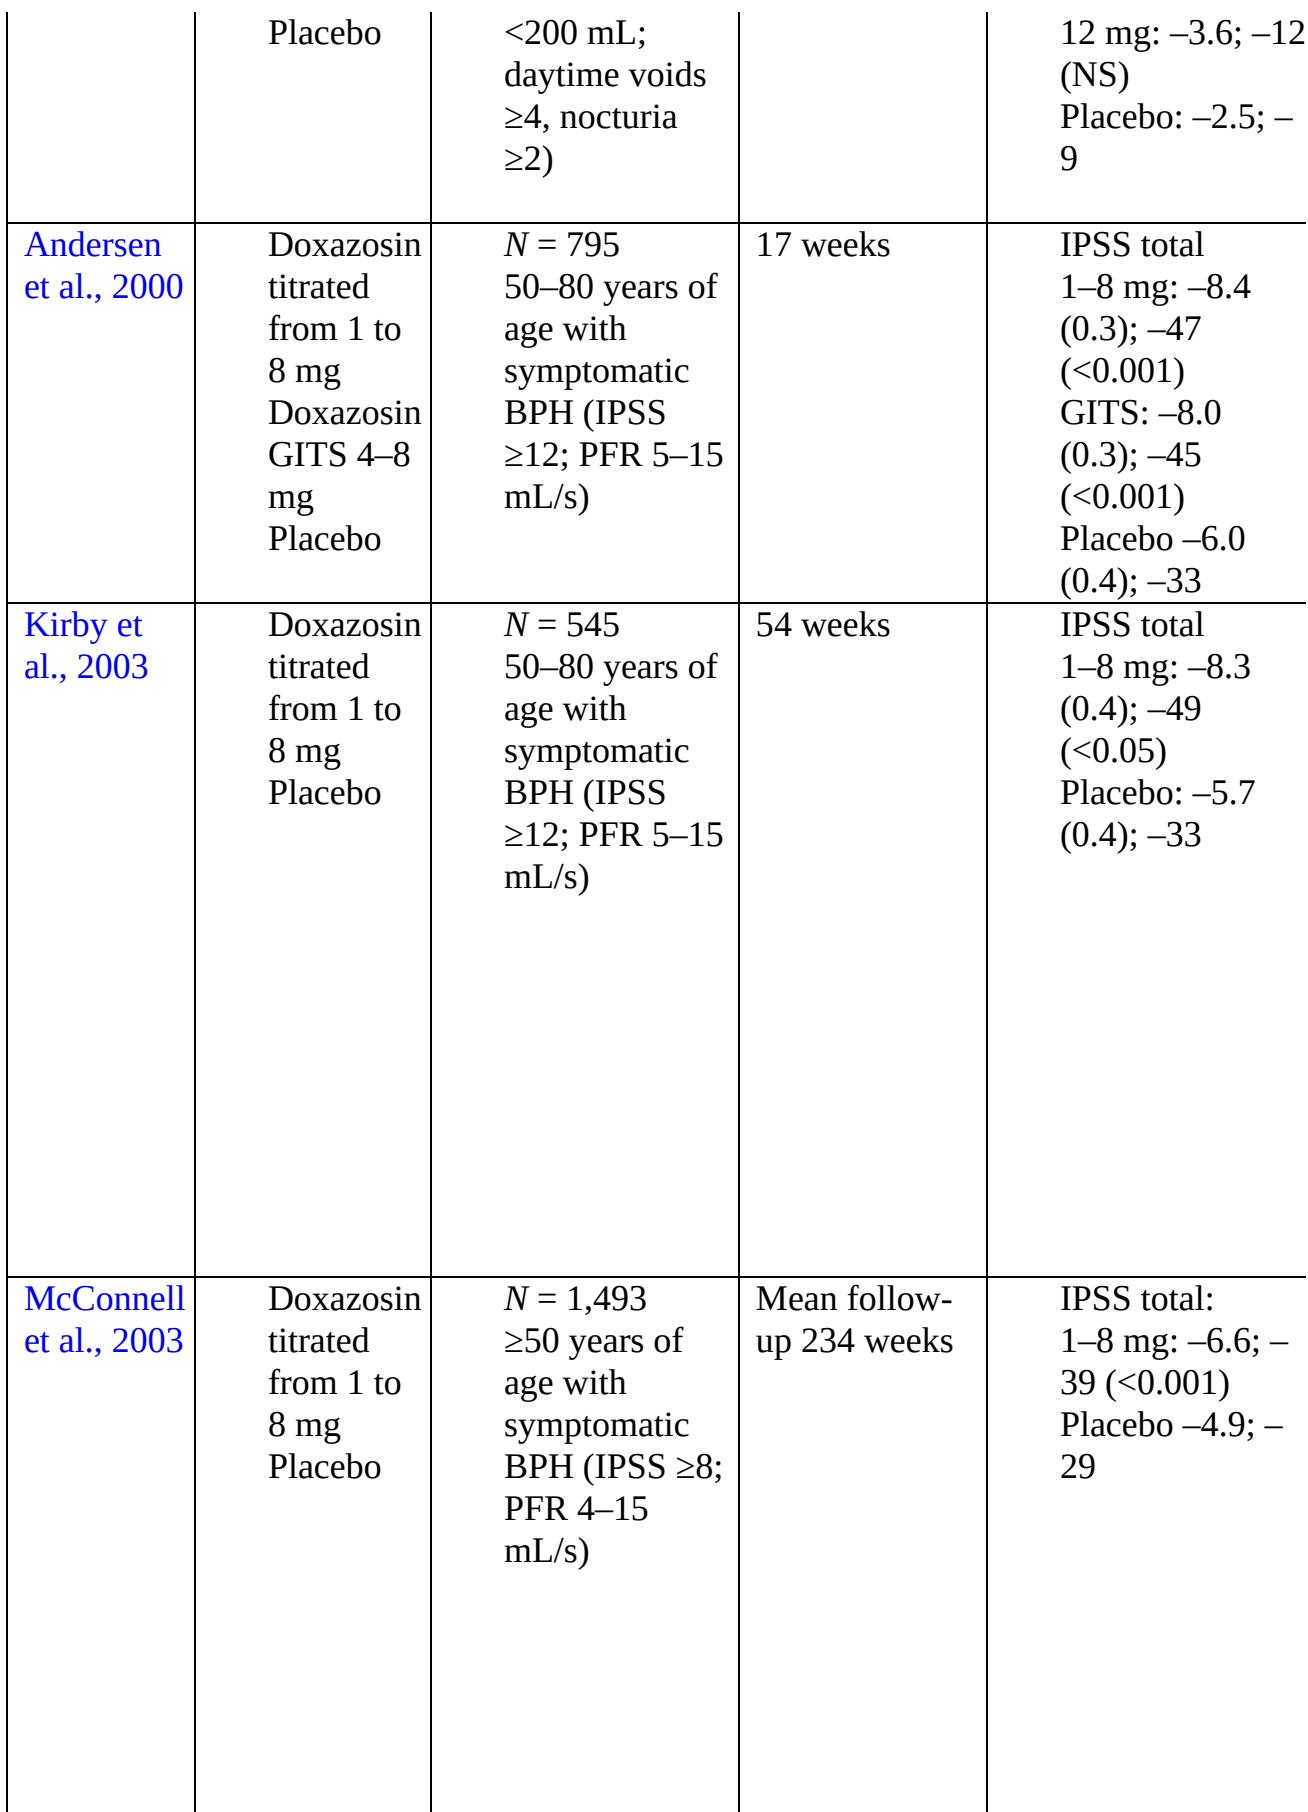 Placebo
<200 mL;
daytime voids
≥4, nocturia
≥2)
12 mg: –3.6; –12
(NS)
Placebo: –2.5; –
9
Andersen
et al., 2000
Doxazosin
titrated
from 1 to
8 mg
Doxazosin
GITS 4–8
mg
Placebo
N = 795
50–80 years of
age with
symptomatic
BPH (IPSS
≥12; PFR 5–15
mL/s)
17 weeks
IPSS total
1–8 mg: –8.4
(0.3); –47
(<0.001)
GITS: –8.0
(0.3); –45
(<0.001)
Placebo –6.0
(0.4); –33
Kirby et
al., 2003
Doxazosin
titrated
from 1 to
8 mg
Placebo
N = 545
50–80 years of
age with
symptomatic
BPH (IPSS
≥12; PFR 5–15
mL/s)
54 weeks
IPSS total
1–8 mg: –8.3
(0.4); –49
(<0.05)
Placebo: –5.7
(0.4); –33
McConnell
et al., 2003
Doxazosin
titrated
from 1 to
8 mg
Placebo
N = 1,493
≥50 years of
age with
symptomatic
BPH (IPSS ≥8;
PFR 4–15
mL/s)
Mean follow-
up 234 weeks
IPSS total:
1–8 mg: –6.6; –
39 (<0.001)
Placebo –4.9; –
29